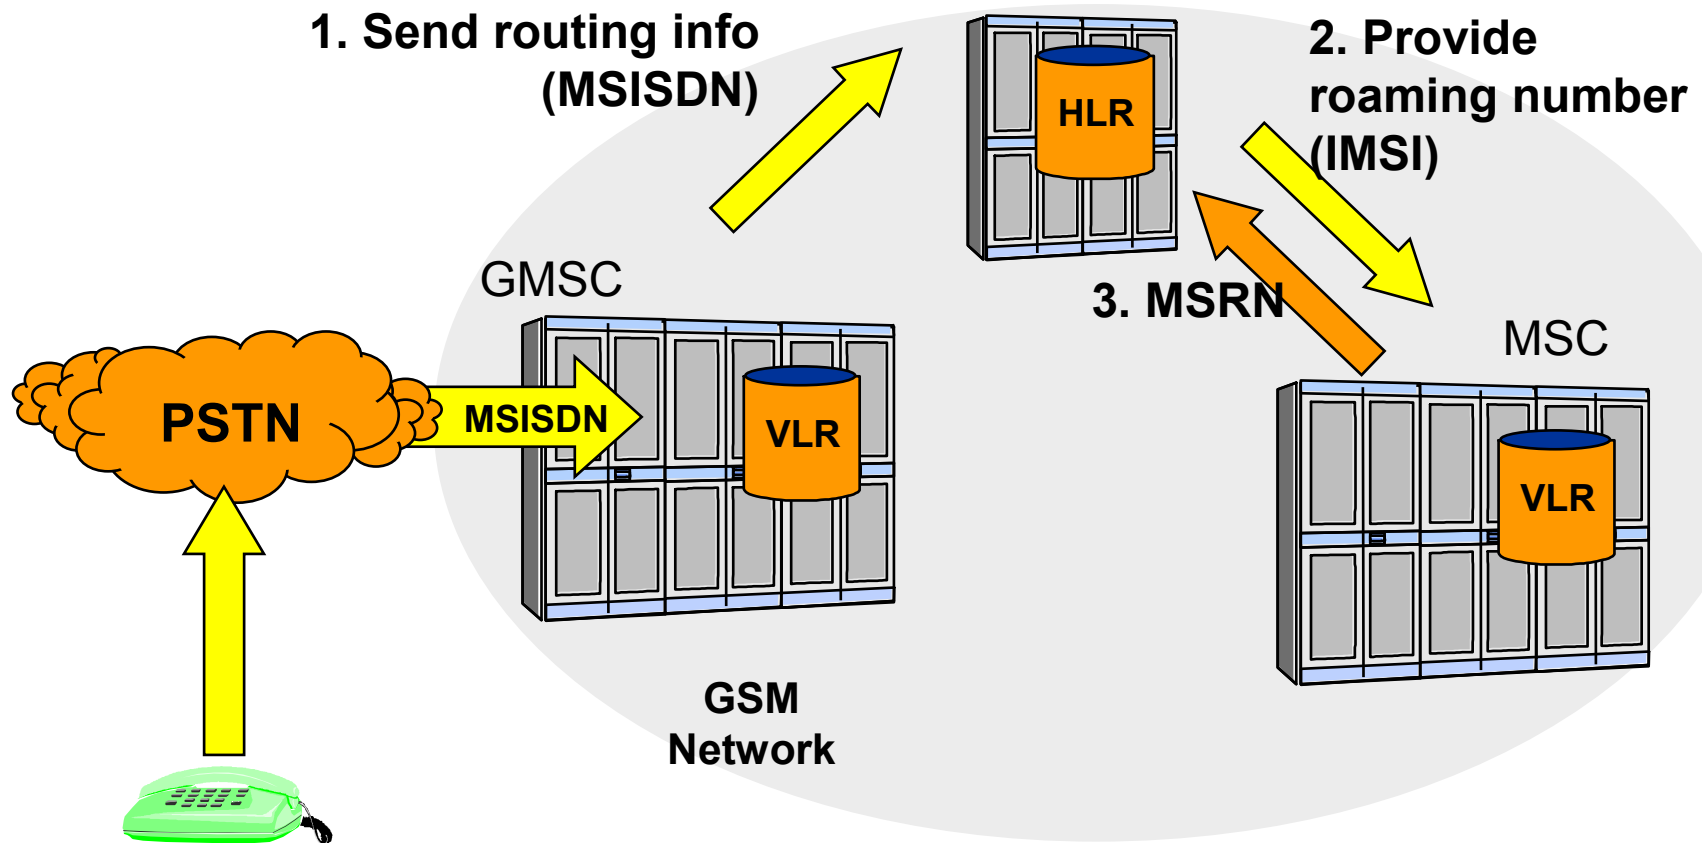 1. Send routing info
(MSISDN)
HLR
2. Provide
roaming number
(IMSI)
GMSC
3. MSRN
MSC
PSTN
MSISDN
VLR
VLR
GSM
Network